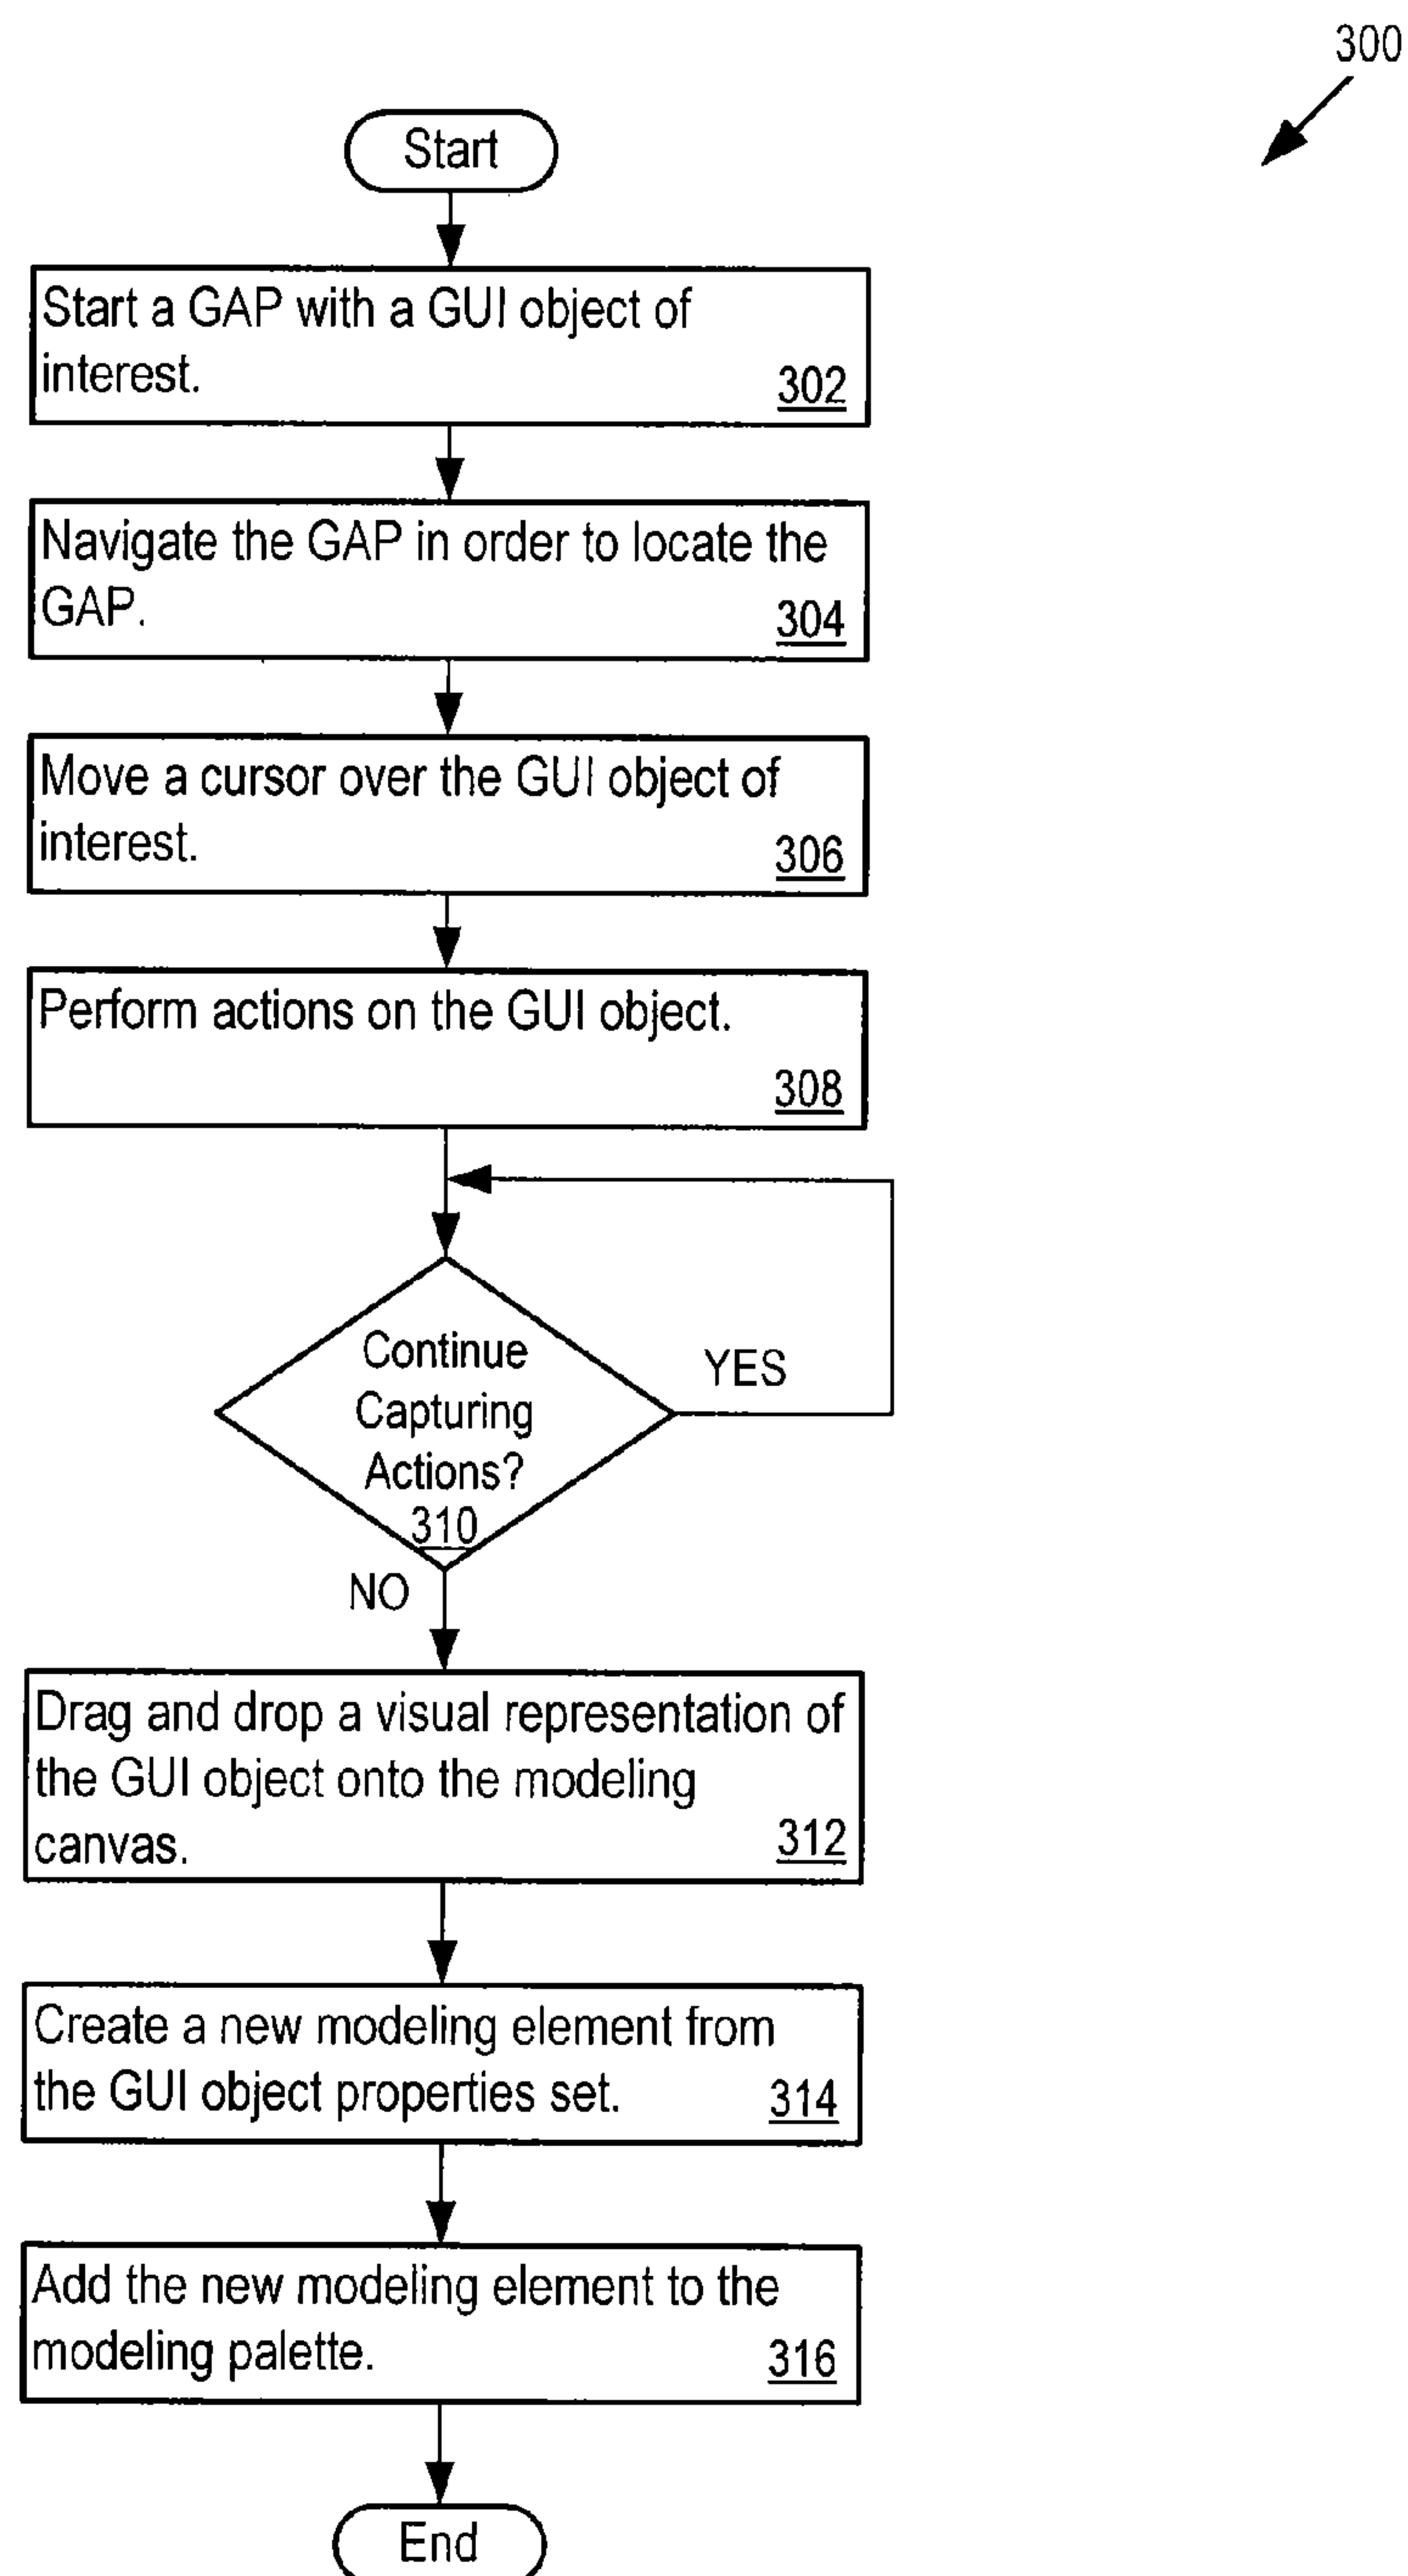 300
Start
Start a GAP with a GUI object of
interest.
302
Navigate the GAP in order to locate the
GAP.
304
Move a cursor over the GUI object of
interest.
306
Perform actions on the GUI object.
308
Continue
Capturing
Actions?
310
YES
NO
Drag and drop a visual representation of
the GUI object onto the modeling
canvas.
312
Create a new modeling element from
the GUI object properties set.
314
Add the new modeling element to the
modeling palette.
316
End